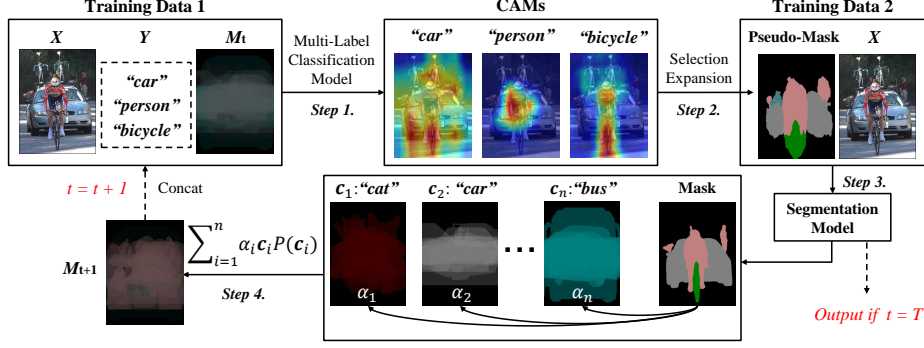 Training Data 1
X Y Mt
“car”
“person”
“bicycle”
Multi-Label
Classification
Model
Step 1.
CAMs
“car” “person” “bicycle”
Selection
Expansion
Step 2.
Training Data 2
Pseudo-Mask X
Step 3.
Segmentation
Model
Output if t = T
c1:“cat” c2: “car” cn:“bus” Mask
α1 α2 ••• αn
∑ni=1 αiciP(ci)
Step 4.
Mt+1
t = t + 1 Concat